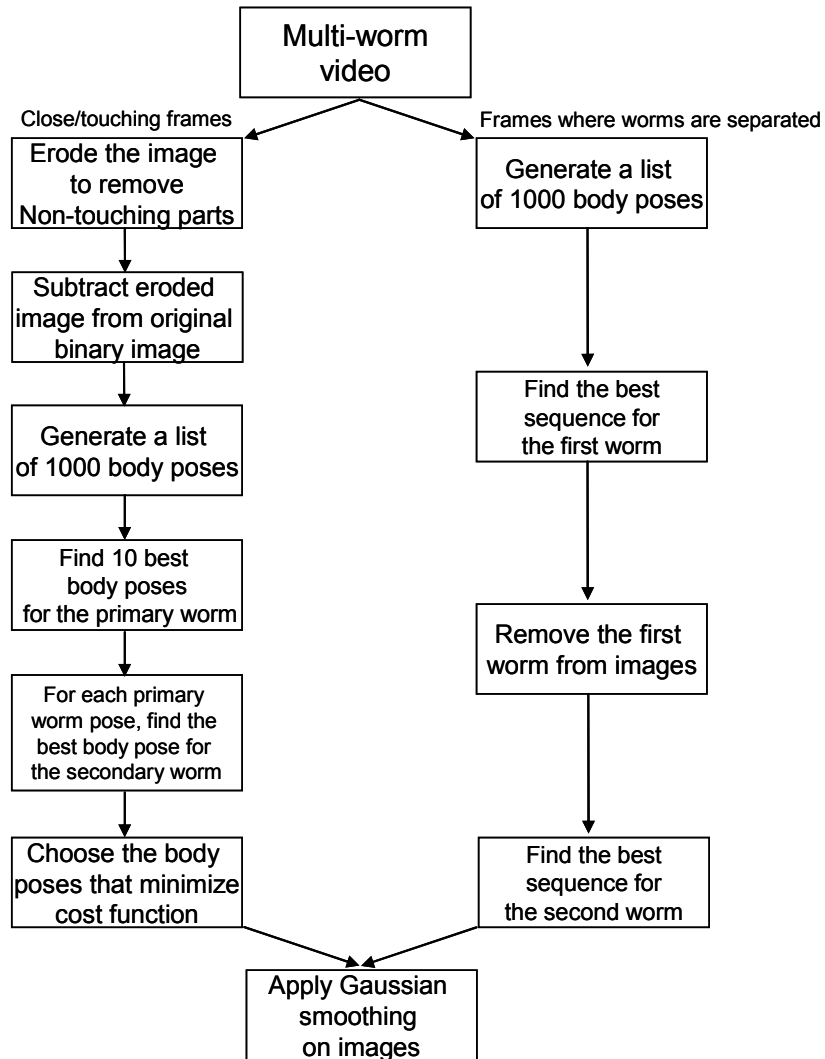 Multi-worm
video
Close/touching frames
Erode the image
to remove
Non-touching parts
Subtract eroded
image from original
binary image
Generate a list
of 1000 body poses
Find 10 best
body poses
for the primary worm
For each primary
worm pose, find the
best body pose for
the secondary worm
Choose the body
poses that minimize
cost function
Frames where worms are separated
Generate a list
of 1000 body poses
Find the best
sequence for
the first worm
Remove the first
worm from images
Find the best
sequence for
the second worm
Apply Gaussian
smoothing
on images